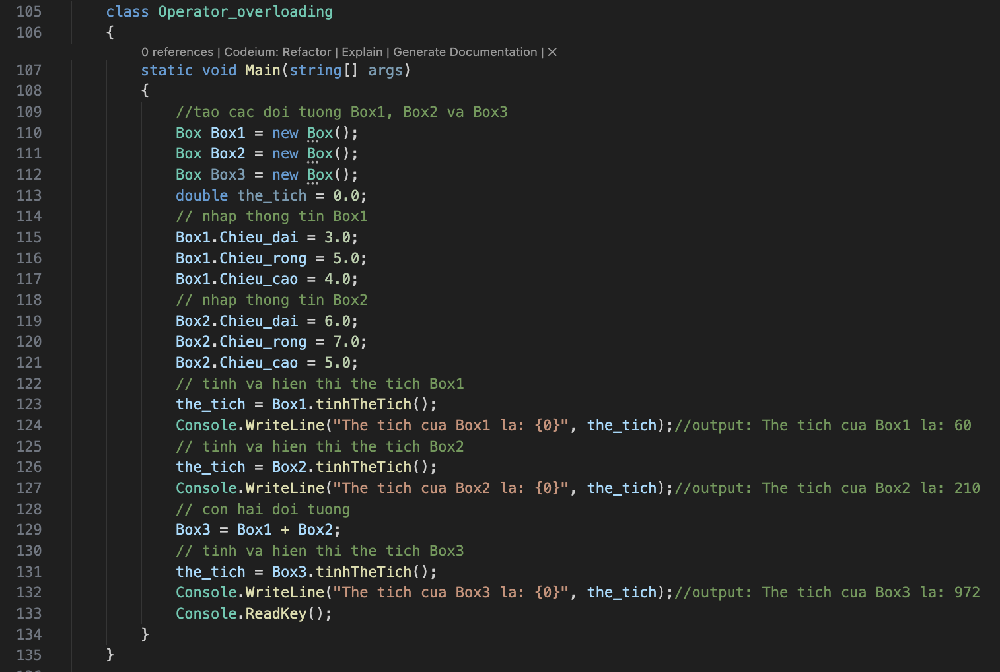 105 class Operator_overloading
106 {
0 references | Codeium: Refactor | Explain | Generate Documentation | ✕
107 static void Main(string[] args)
108 {
109 //tao cac doi tuong Box1, Box2 va Box3
110 Box Box1 = new Box();
111 Box Box2 = new Box();
112 Box Box3 = new Box();
113 double the_tich = 0.0;
114 // nhap thong tin Box1
115 Box1.Chieu_dai = 3.0;
116 Box1.Chieu_rong = 5.0;
117 Box1.Chieu_cao = 4.0;
118 // nhap thong tin Box2
119 Box2.Chieu_dai = 6.0;
120 Box2.Chieu_rong = 7.0;
121 Box2.Chieu_cao = 5.0;
122 // tinh va hien thi the tich Box1
123 the_tich = Box1.tinhTheTich();
124 Console.WriteLine("The tich cua Box1 la: {0}", the_tich);//output: The tich cua Box1 la: 60
125 // tinh va hien thi the tich Box2
126 the_tich = Box2.tinhTheTich();
127 Console.WriteLine("The tich cua Box2 la: {0}", the_tich);//output: The tich cua Box2 la: 210
128 // con hai doi tuong
129 Box3 = Box1 + Box2;
130 // tinh va hien thi the tich Box3
131 the_tich = Box3.tinhTheTich();
132 Console.WriteLine("The tich cua Box3 la: {0}", the_tich);//output: The tich cua Box3 la: 972
133 Console.ReadKey();
134 }
135 }